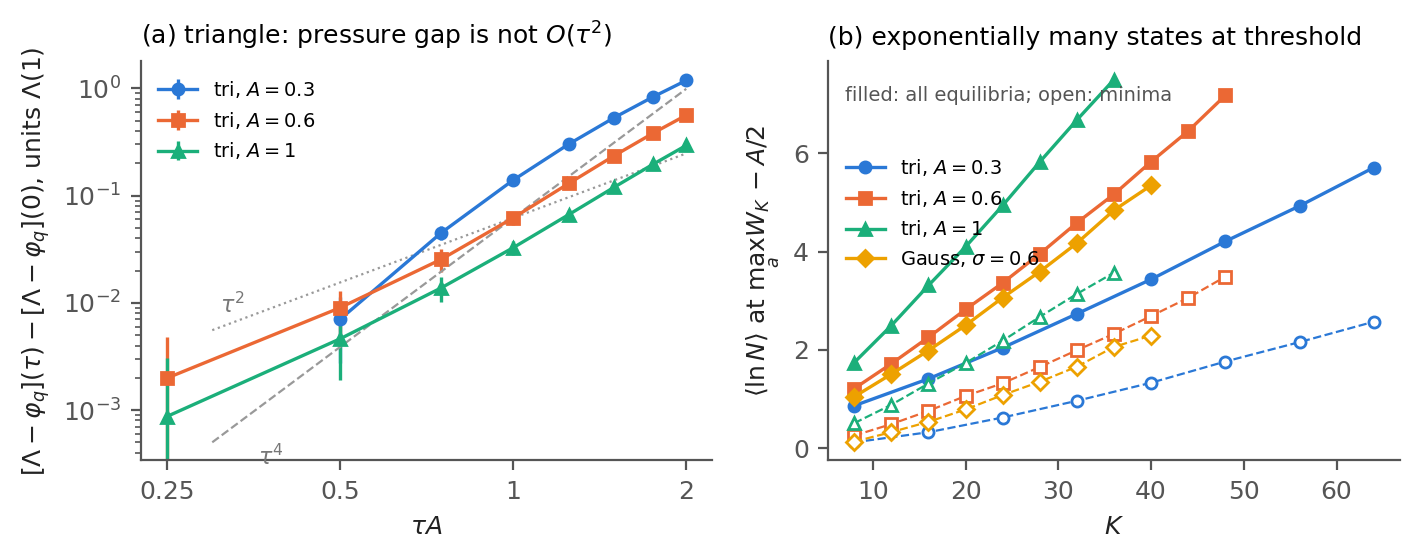 (a) triangle: pressure gap is not O(τ²)
[Λ − φ_q](τ) − [Λ − φ_q](0), units Λ(1)
10⁰
10⁻¹
10⁻²
10⁻³
tri, A = 0.3
tri, A = 0.6
tri, A = 1
τ²
τ⁴
0.25
0.5
1
2
τA
(b) exponentially many states at threshold
⟨ln N⟩ at max_a W_K − A/2
6
4
2
0
filled: all equilibria; open: minima
tri, A = 0.3
tri, A = 0.6
tri, A = 1
Gauss, σ = 0.6
10
20
30
40
50
60
K